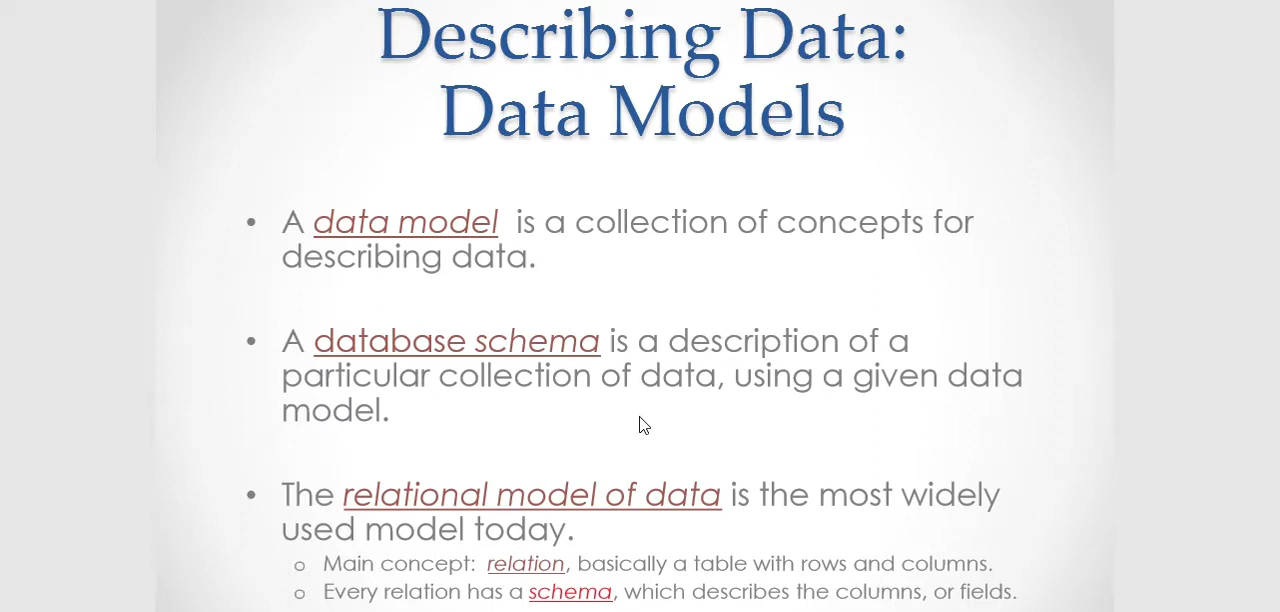 Describing Data:
Data Models
• A data model is a collection of concepts for
describing data.
• A database schema is a description of a
particular collection of data, using a given data
model.
• The relational model of data is the most widely
used model today.
o Main concept: relation, basically a table with rows and columns.
o Every relation has a schema, which describes the columns, or fields.